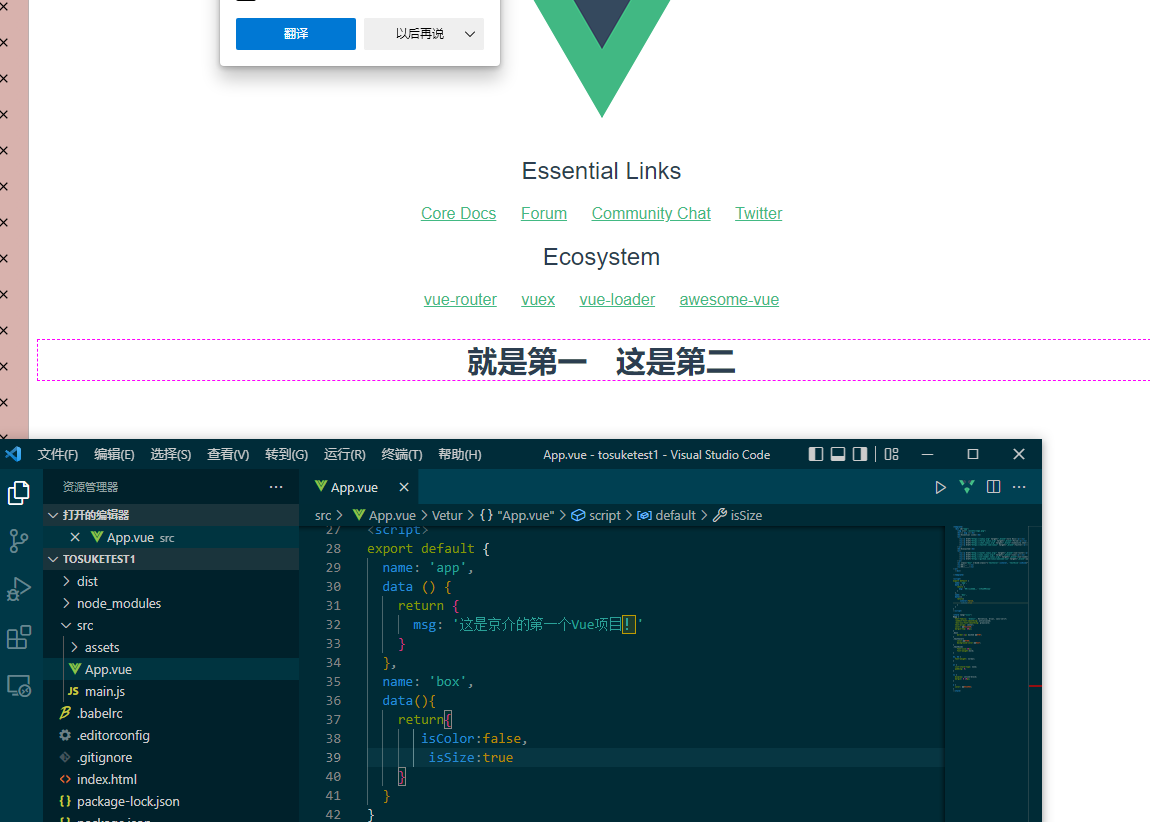 翻译 以后再说
Essential Links
Core Docs Forum Community Chat Twitter
Ecosystem
vue-router vuex vue-loader awesome-vue
就是第一 这是第二
文件(F) 编辑(E) 选择(S) 查看(V) 转到(G) 运行(R) 终端(T) 帮助(H) App.vue - tosuketest1 - Visual Studio Code
资源管理器 ...
打开的编辑器
App.vue src
TOSUKETEST1
dist
node_modules
src
assets
App.vue
JS main.js
.babelrc
.editorconfig
.gitignore
index.html
package-lock.json
package.json
App.vue
src > App.vue > Vetur > {} "App.vue" > script > default > isSize
27 <script>
28 export default {
29 name: 'app',
30 data () {
31 return {
32 msg: '这是京介的第一个Vue项目！'
33 }
34 },
35 name: 'box',
36 data(){
37 return{
38 isColor:false,
39 isSize:true
40 }
41 }
42 }